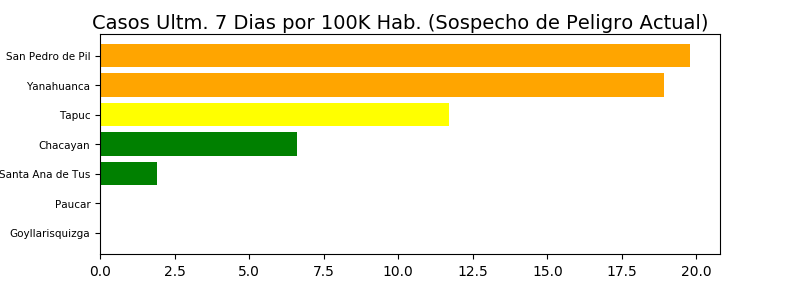 Casos Ultm. 7 Dias por 100K Hab. (Sospecho de Peligro Actual)
San Pedro de Pil
Yanahuanca
Tapuc
Chacayan
Santa Ana de Tus
Paucar
Goyllarisquizga
0.0 2.5 5.0 7.5 10.0 12.5 15.0 17.5 20.0